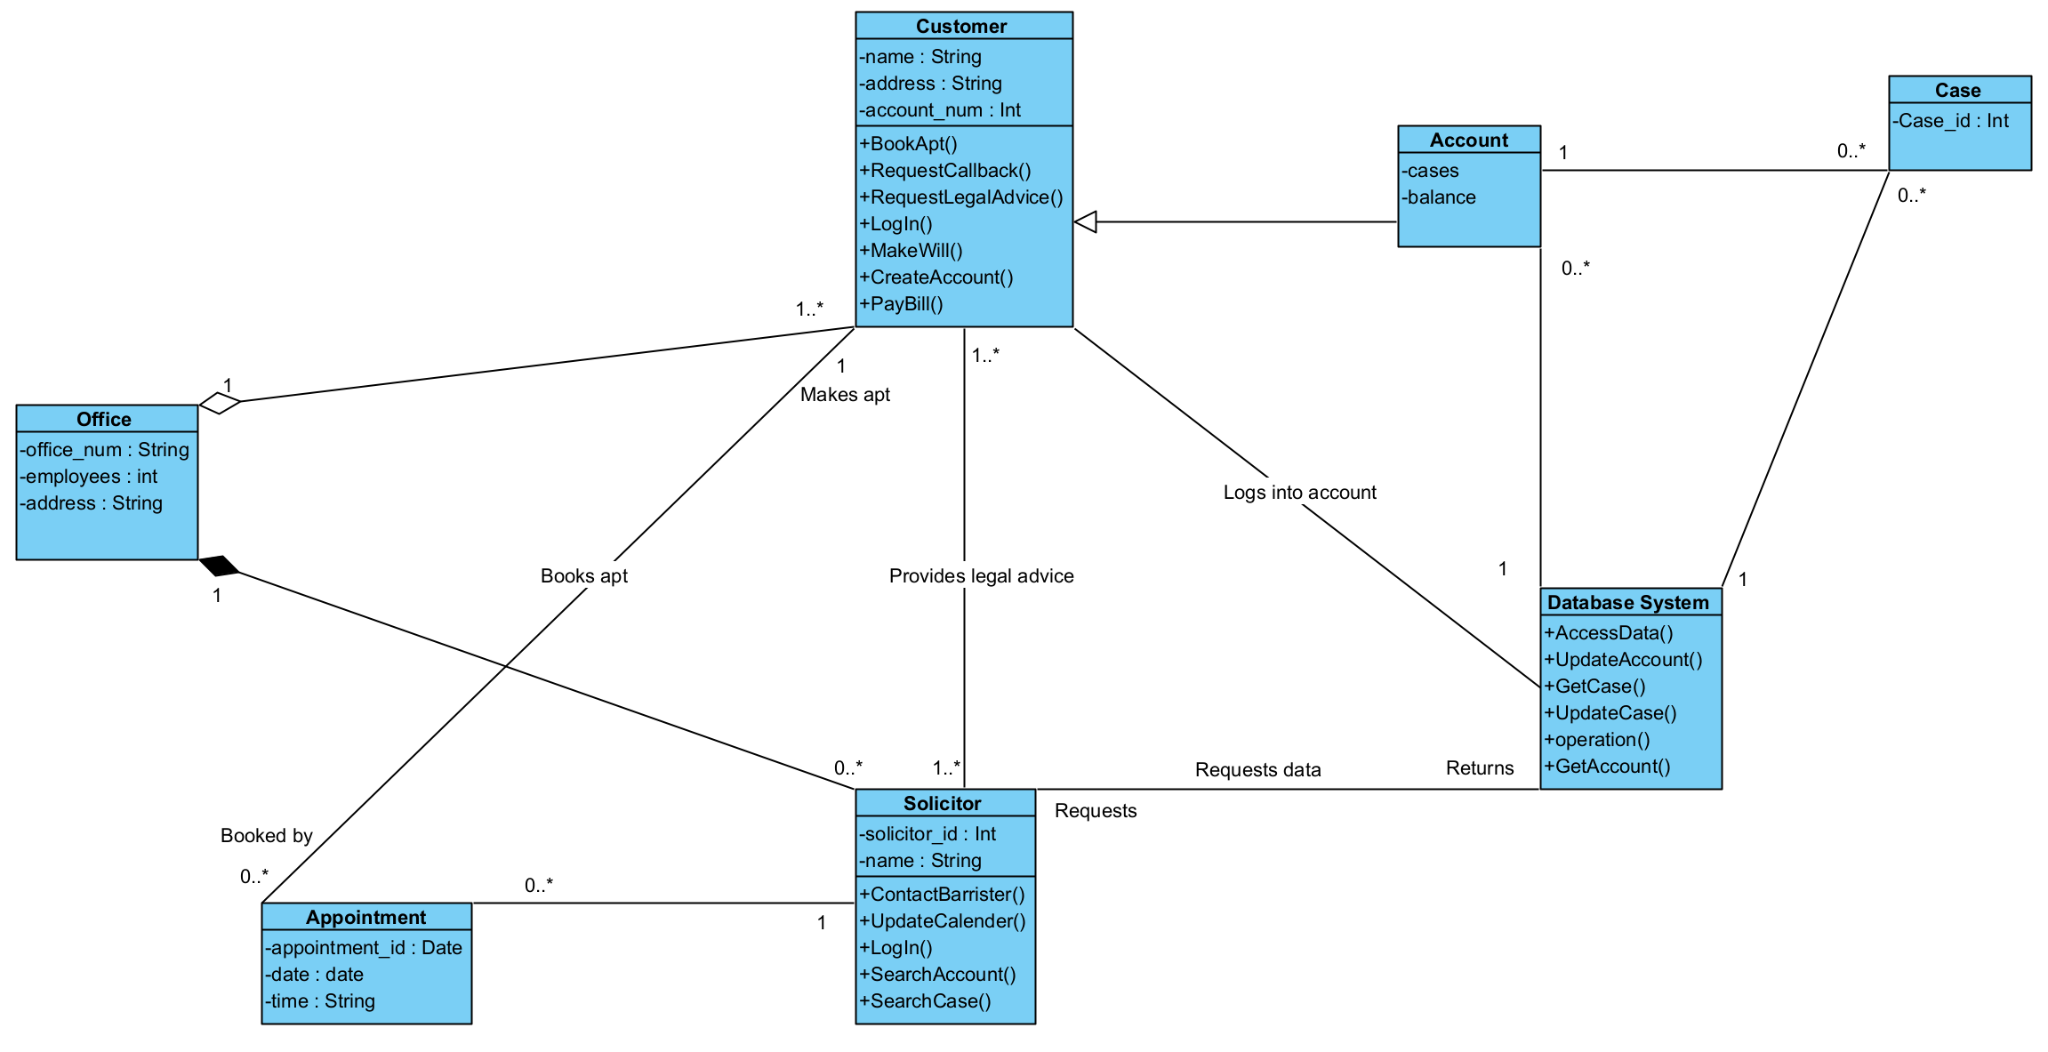 Customer
-name : String
-address : String
-account_num : Int
+BookApt()
+RequestCallback()
+RequestLegalAdvice()
+LogIn()
+MakeWill()
+CreateAccount()
+PayBill()
Case
-Case_id : Int
Account
-cases
-balance
1
0..*
0..*
0..*
1..*
1
Makes apt
1..*
1
Office
-office_num : String
-employees : int
-address : String
Logs into account
Books apt
Provides legal advice
1
1
1
Database System
+AccessData()
+UpdateAccount()
+GetCase()
+UpdateCase()
+operation()
+GetAccount()
0..*
1..*
Requests data
Returns
Requests
Solicitor
-solicitor_id : Int
-name : String
+ContactBarrister()
+UpdateCalender()
+LogIn()
+SearchAccount()
+SearchCase()
Booked by
0..*
0..*
1
Appointment
-appointment_id : Date
-date : date
-time : String